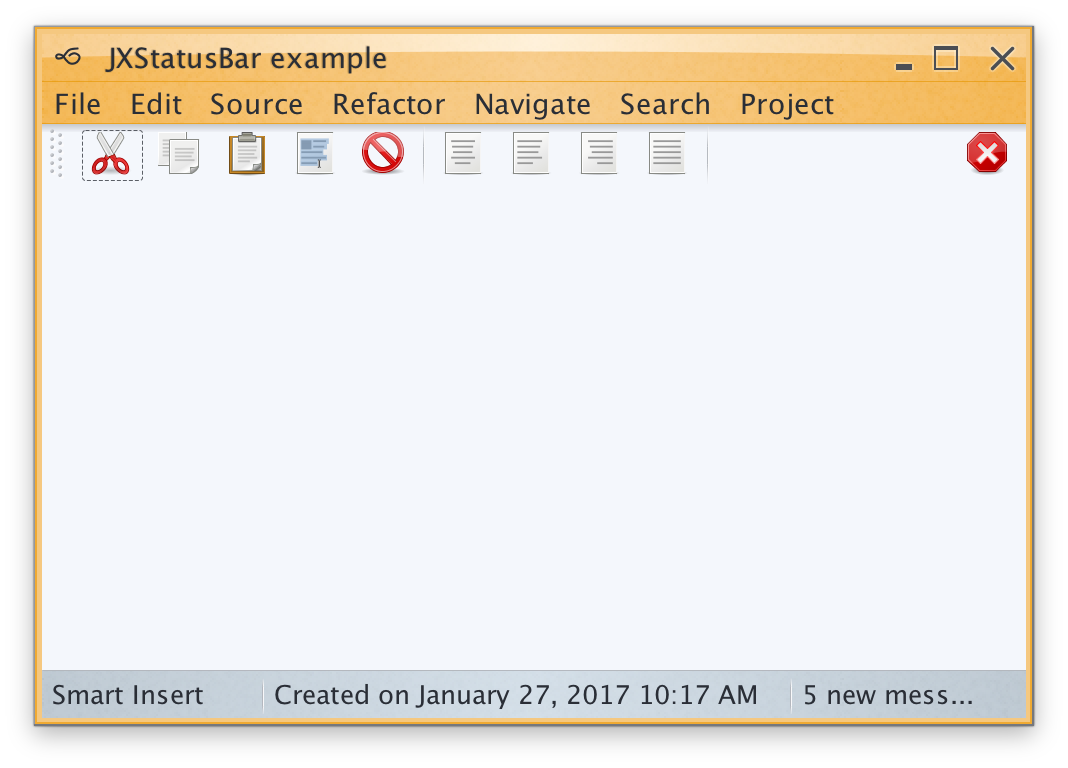 JXStatusBar example
File Edit Source Refactor Navigate Search Project
Smart Insert Created on January 27, 2017 10:17 AM 5 new mess...